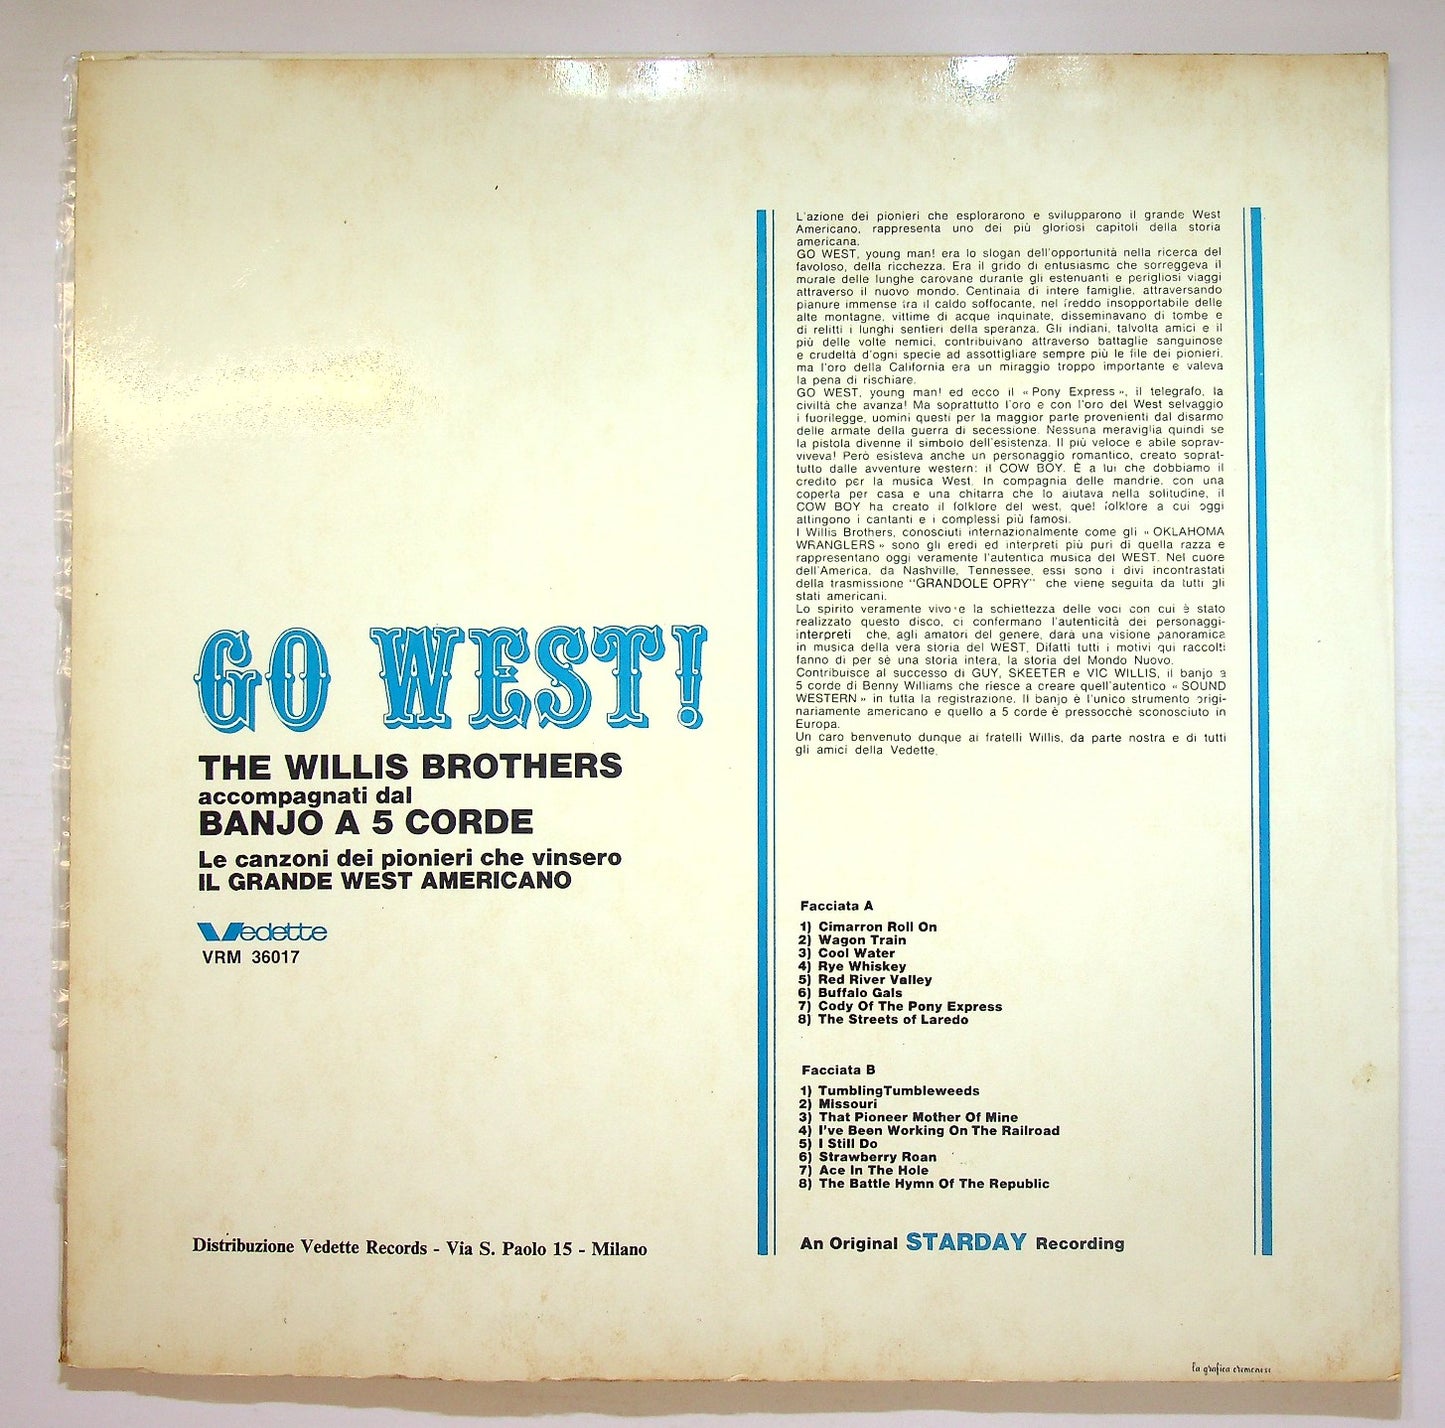 GO WEST!
THE WILLIS BROTHERS
accompagnati dal
BANJO A 5 CORDE
Le canzoni dei pionieri che vinsero
IL GRANDE WEST AMERICANO
Vedette
VRM 36017
Distribuzione Vedette Records - Via S. Paolo 15 - Milano
L'azione dei pionieri che esplorarono e svilupparono il grande West
Americano, rappresenta uno dei più gloriosi capitoli della storia
americana.
GO WEST, young man! era lo slogan dell'opportunità nella ricerca del
favoloso, della ricchezza. Era il grido di entusiasmo che sorreggeva il
morale delle lunghe carovane durante gli estenuanti e perigliosi viaggi
attraverso il nuovo mondo. Centinaia di intere famiglie, attraversando
pianure immense fra il caldo soffocante, nel freddo insopportabile delle
alte montagne, vittime di acque inquinate, disseminavano di tombe e
di relitti i lunghi sentieri della speranza. Gli indiani, talvolta amici e il
più delle volte nemici, contribuivano attraverso battaglie sanguinose
e crudeltà d'ogni specie ad assottigliare sempre più le file dei pionieri,
ma l'oro della California era un miraggio troppo importante e valeva
la pena di rischiare.
GO WEST, young man! ed ecco il «Pony Express», il telegrafo, la
civiltà che avanza! Ma soprattutto l'oro e con l'oro del West selvaggio
i fuorilegge, uomini questi per la maggior parte provenienti dal disarmo
delle armate della guerra di secessione. Nessuna meraviglia quindi se
la pistola divenne il simbolo dell'esistenza. Il più veloce e abile soprav-
viveva! Però esisteva anche un personaggio romantico, creato soprat-
tutto dalle avventure western: il COW BOY. È a lui che dobbiamo il
credito per la musica West. In compagnia delle mandrie, con una
coperta per casa e una chitarra che lo aiutava nella solitudine, il
COW BOY ha creato il folklore del west, quel folklore a cui oggi
attingono i cantanti e i complessi più famosi.
I Willis Brothers, conosciuti internazionalmente come gli «OKLAHOMA
WRANGLERS» sono gli eredi ed interpreti più puri di quella razza e
rappresentano oggi veramente l'autentica musica del WEST. Nel cuore
dell'America, da Nashville, Tennessee, essi sono i divi incontrastati
della trasmissione "GRANDOLE OPRY" che viene seguita da tutti gli
stati americani.
Lo spirito veramente vivo e la schiettezza delle voci con cui è stato
realizzato questo disco, ci confermano l'autenticità dei personaggi-
interpreti che, agli amatori del genere, darà una visione panoramica
in musica della vera storia del WEST. Difatti tutti i motivi qui raccolti
fanno di per sè una storia intera, la storia del Mondo Nuovo.
Contribuisce al successo di GUY, SKEETER e VIC WILLIS, il banjo a
5 corde di Benny Williams che riesce a creare quell'autentico «SOUND
WESTERN» in tutta la registrazione. Il banjo è l'unico strumento origi-
nariamente americano e quello a 5 corde è pressocchè sconosciuto in
Europa.
Un caro benvenuto dunque ai fratelli Willis, da parte nostra e di tutti
gli amici della Vedette.
Facciata A
1) Cimarron Roll On
2) Wagon Train
3) Cool Water
4) Rye Whiskey
5) Red River Valley
6) Buffalo Gals
7) Cody Of The Pony Express
8) The Streets of Laredo
Facciata B
1) TumblingTumbleweeds
2) Missouri
3) That Pioneer Mother Of Mine
4) I've Been Working On The Railroad
5) I Still Do
6) Strawberry Roan
7) Ace In The Hole
8) The Battle Hymn Of The Republic
An Original STARDAY Recording
la grafica cremonese